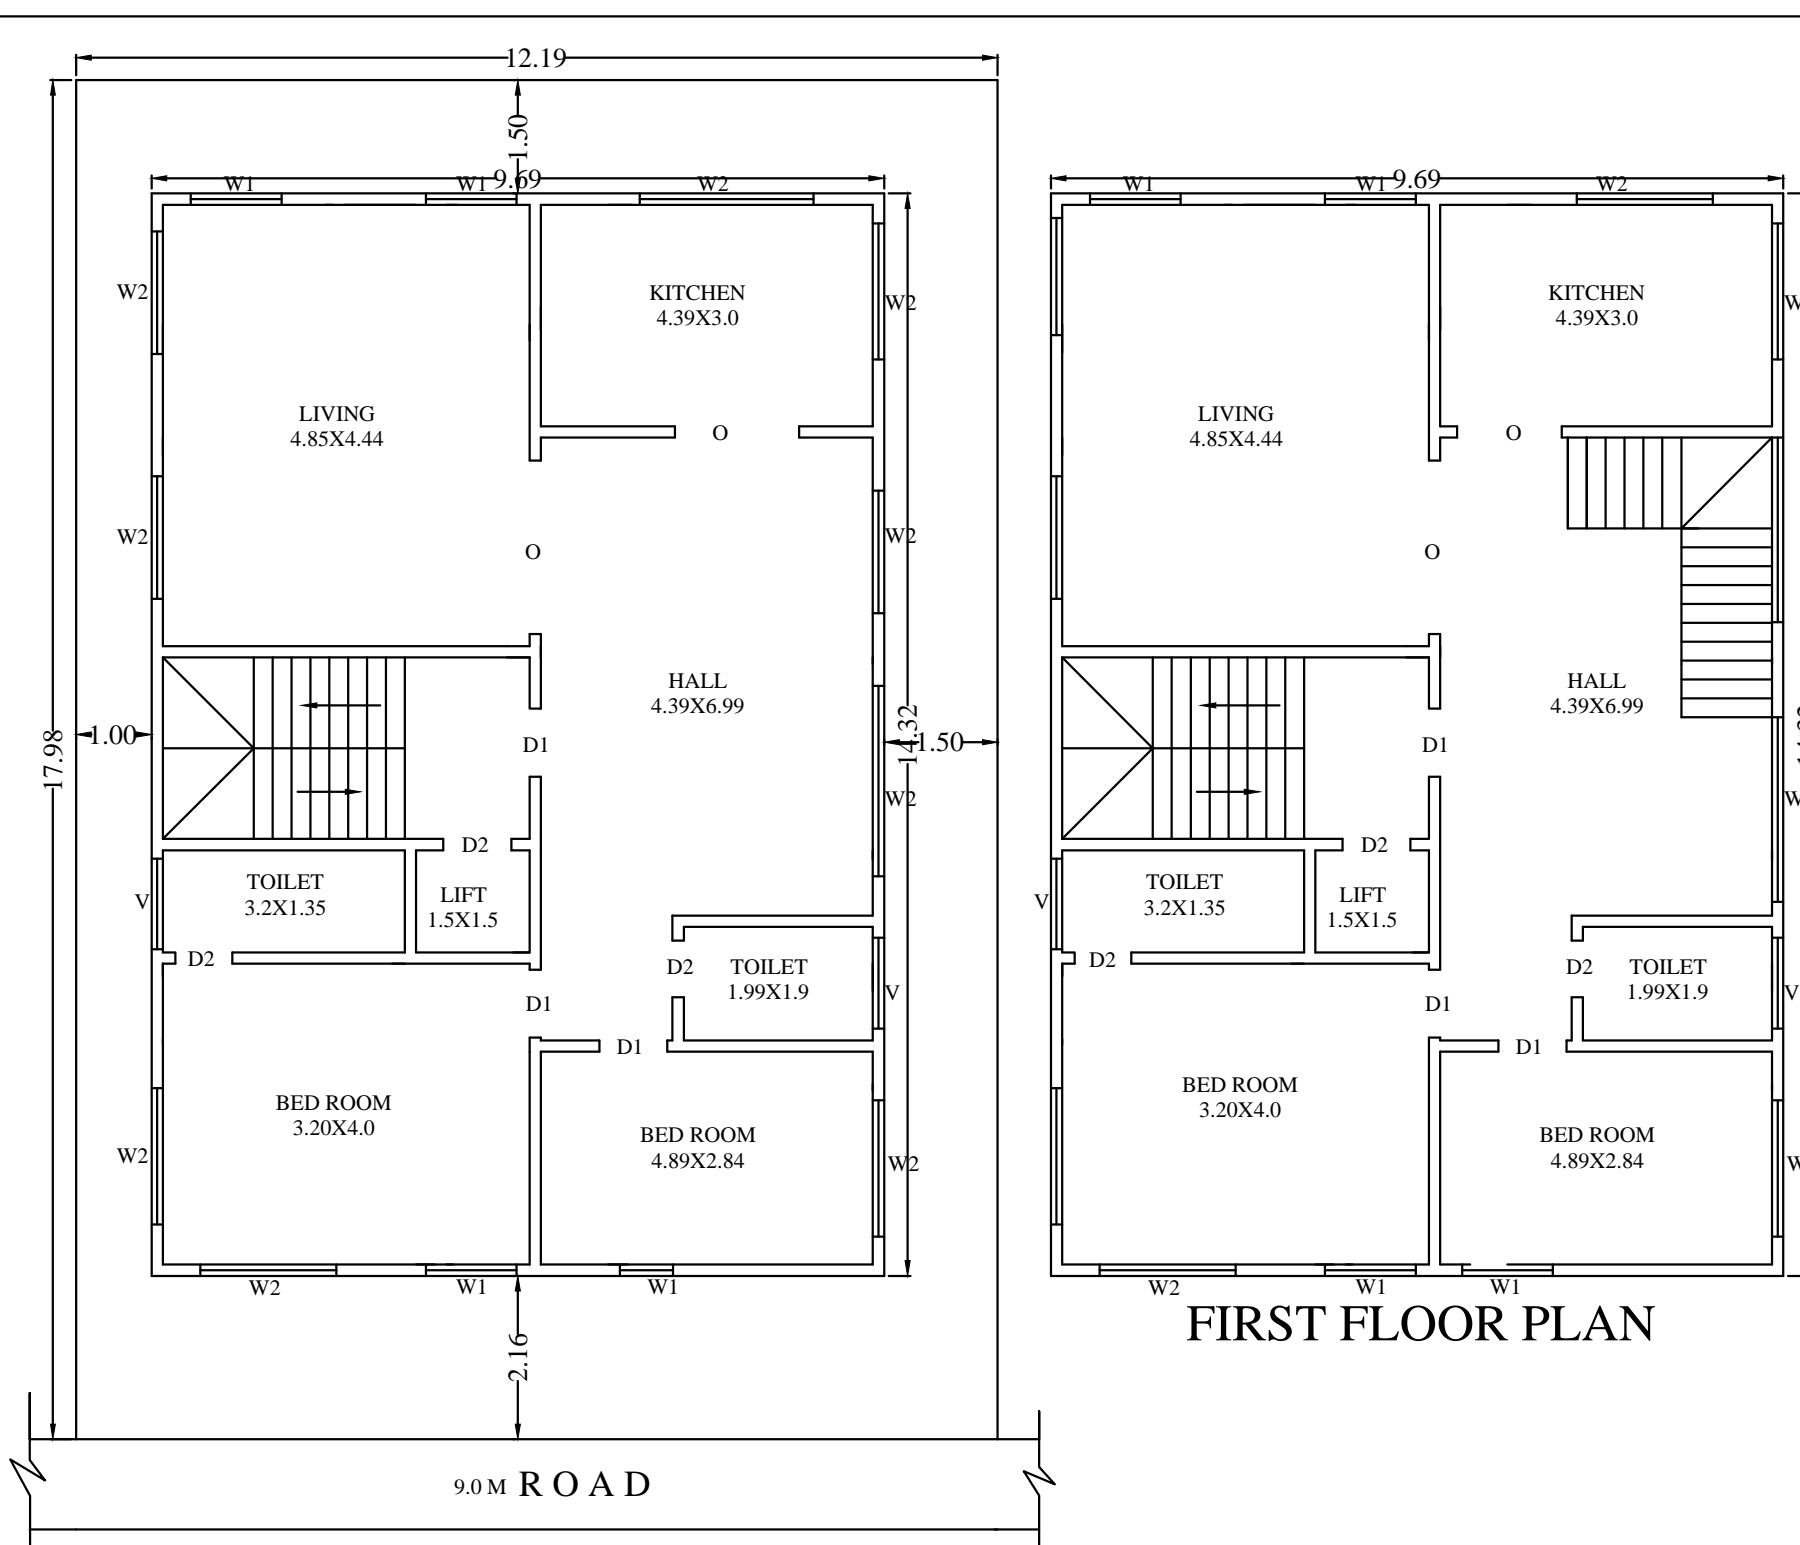 12.19
1.50
W1
W1
9.69
W2
W2
KITCHEN
4.39X3.0
W2
LIVING
4.85X4.44
O
W2
O
W2
HALL
4.39X6.99
17.98
1.00
D1
14.32
1.50
W2
D2
TOILET
3.2X1.35
LIFT
1.5X1.5
V
D2
D2
TOILET
1.99X1.9
V
D1
D1
BED ROOM
3.20X4.0
BED ROOM
4.89X2.84
W2
W2
W2
W1
W1
2.16
9.0 M ROAD
W1
W1
9.69
W2
KITCHEN
4.39X3.0
LIVING
4.85X4.44
O
O
HALL
4.39X6.99
D1
D2
TOILET
3.2X1.35
LIFT
1.5X1.5
V
D2
D2
TOILET
1.99X1.9
V
D1
D1
BED ROOM
3.20X4.0
BED ROOM
4.89X2.84
W2
W1
W1
FIRST FLOOR PLAN